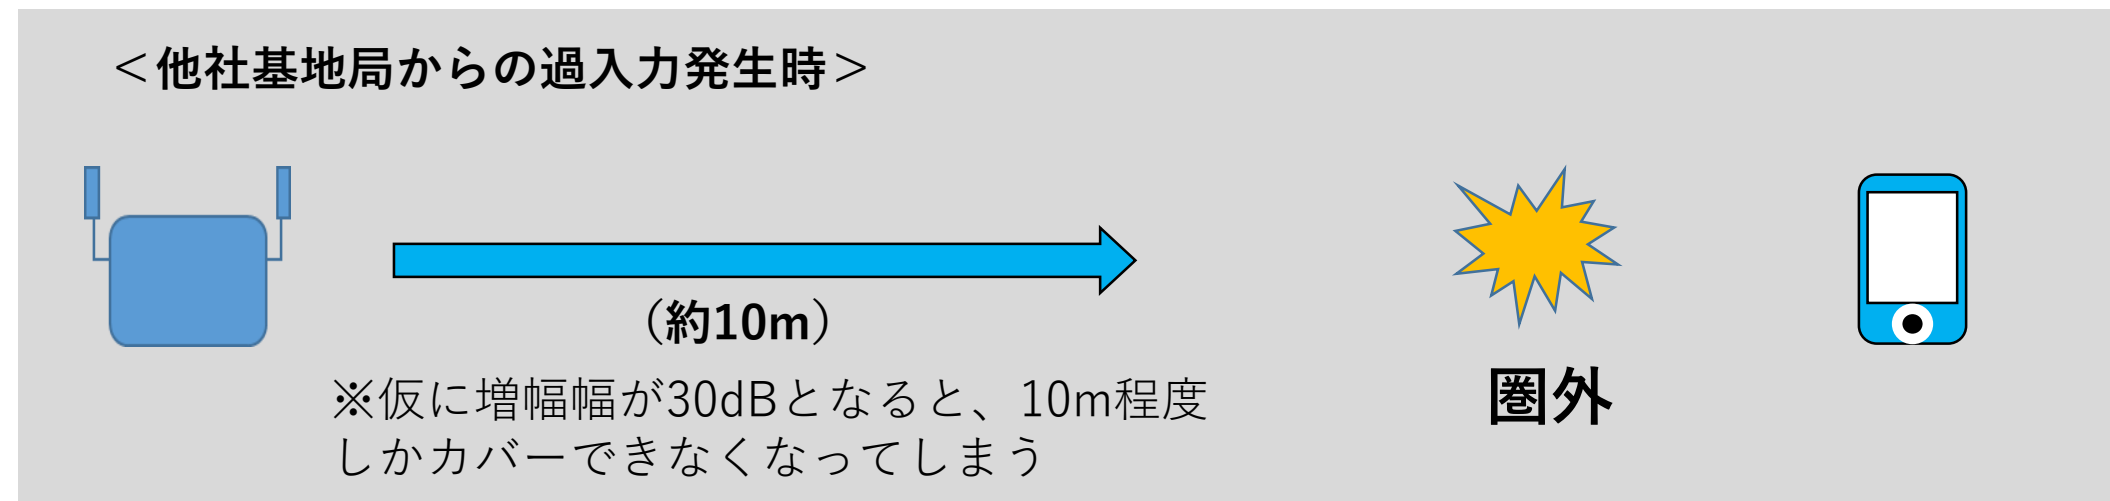 ＜他社基地局からの過入力発生時＞
（約10m）
※仮に増幅幅が30dBとなると、10m程度
しかカバーできなくなってしまう
圏外